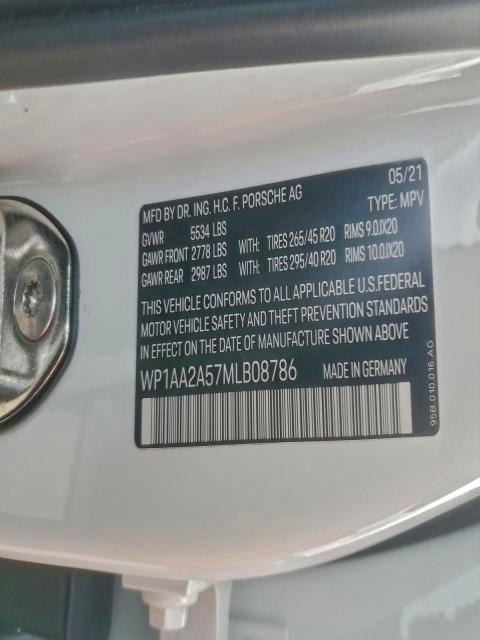 05/21
MFD BY DR. ING. H.C. F. PORSCHE AG
TYPE: MPV
GVWR 5534 LBS
GAWR FRONT 2778 LBS WITH: TIRES 265/45 R20 RIMS 9.0JX20
GAWR REAR 2987 LBS WITH: TIRES 295/40 R20 RIMS 10.0JX20
THIS VEHICLE CONFORMS TO ALL APPLICABLE U.S.FEDERAL
MOTOR VEHICLE SAFETY AND THEFT PREVENTION STANDARDS
IN EFFECT ON THE DATE OF MANUFACTURE SHOWN ABOVE
WP1AA2A57MLB08786 MADE IN GERMANY
95B.010.016.AG